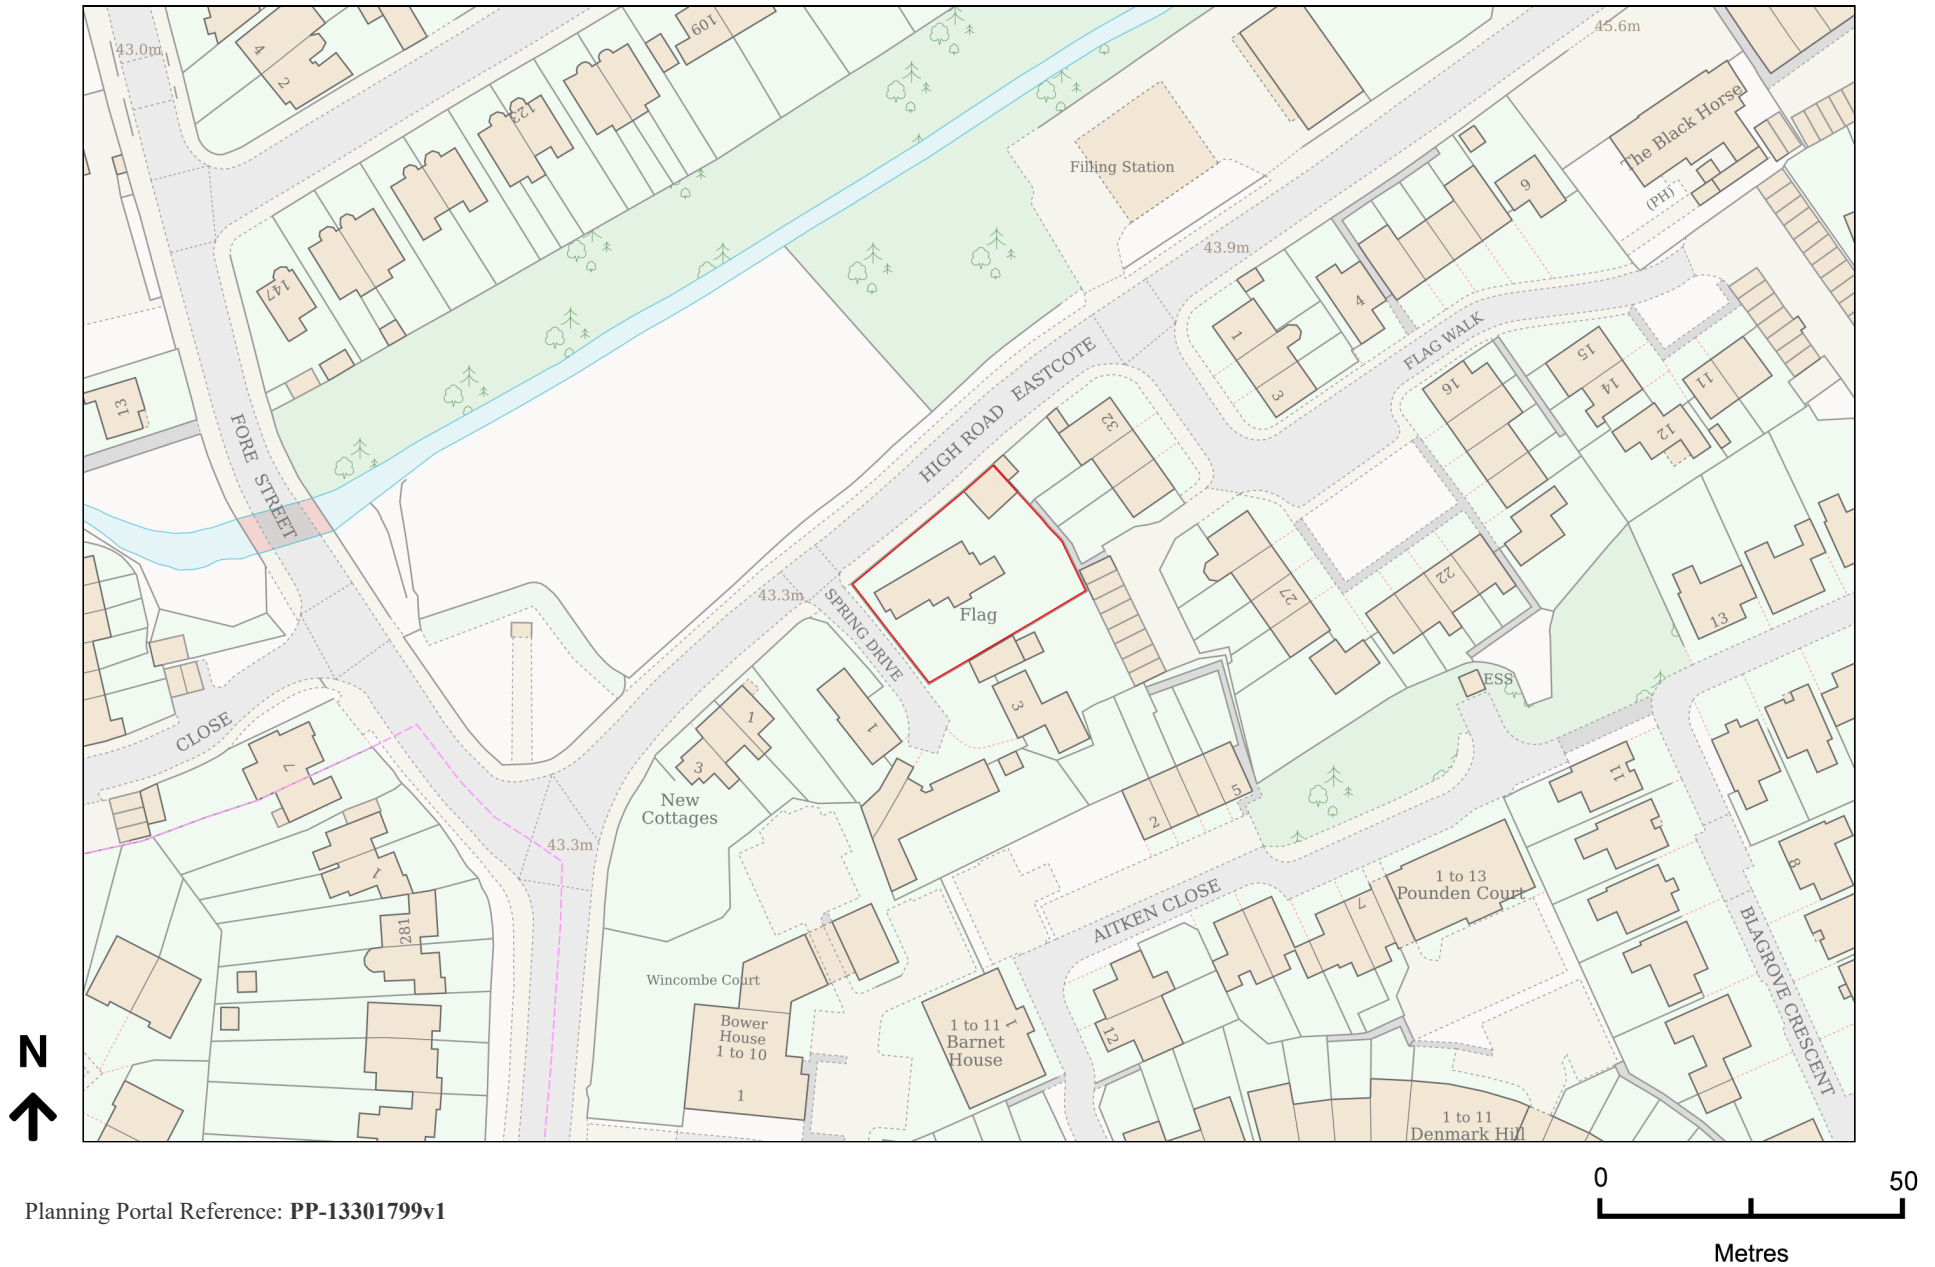 43.0m
4
2
109
45.6m
123
The Black Horse
(PH)
Filling Station
9
147
43.9m
4
1
3
FLAG WALK
HIGH ROAD EASTCOTE
15
14
11
16
12
13
32
FORE STREET
43.3m
SPRING DRIVE
Flag
27
22
13
ESS
3
1
1
3
CLOSE
7
New
Cottages
43.3m
2
5
11
8
1
281
AITKEN CLOSE
7
1 to 13
Pounden Court
BLAGROVE CRESCENT
Wincombe Court
Bower
House
1 to 10
1
1 to 11
Barnet
House
1
12
1 to 11
Denmark Hill
N
0
50
Metres
Planning Portal Reference: PP-13301799v1